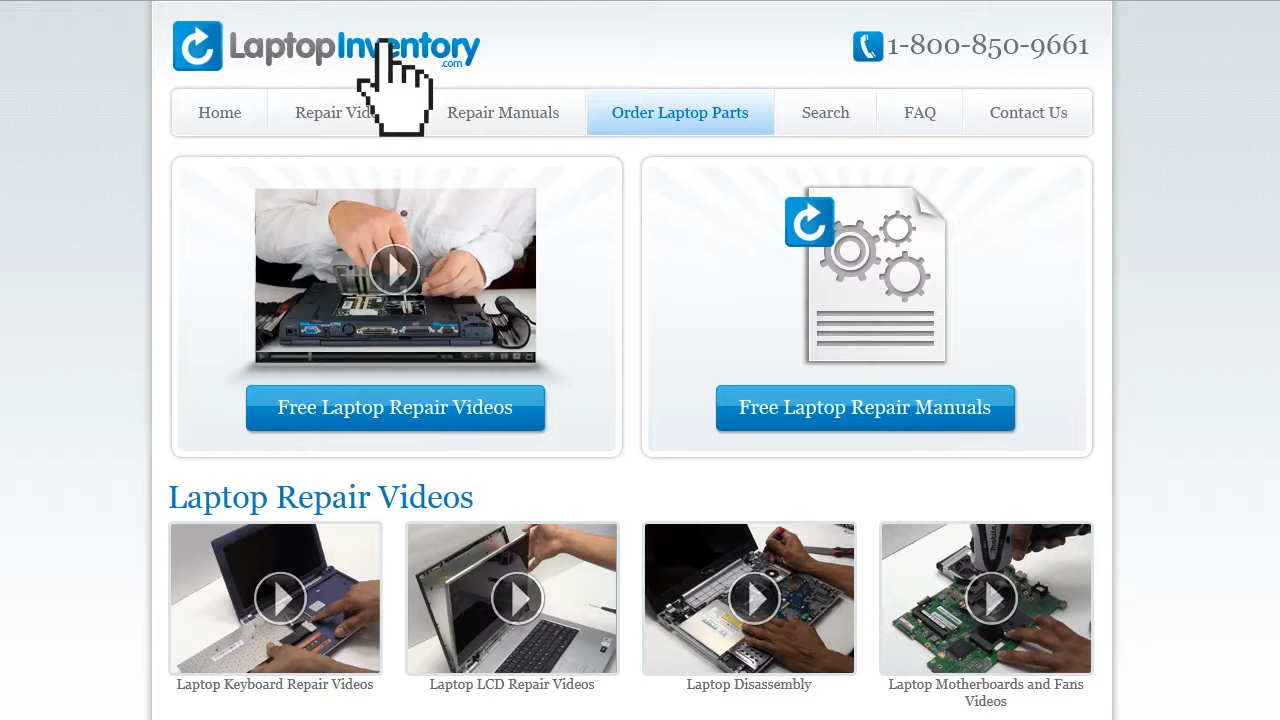 LaptopInventory
.com
1-800-850-9661
Home
Repair Vid
Repair Manuals
Order Laptop Parts
Search
FAQ
Contact Us
Free Laptop Repair Videos
Free Laptop Repair Manuals
Laptop Repair Videos
Laptop Keyboard Repair Videos
Laptop LCD Repair Videos
Laptop Disassembly
Laptop Motherboards and Fans
Videos